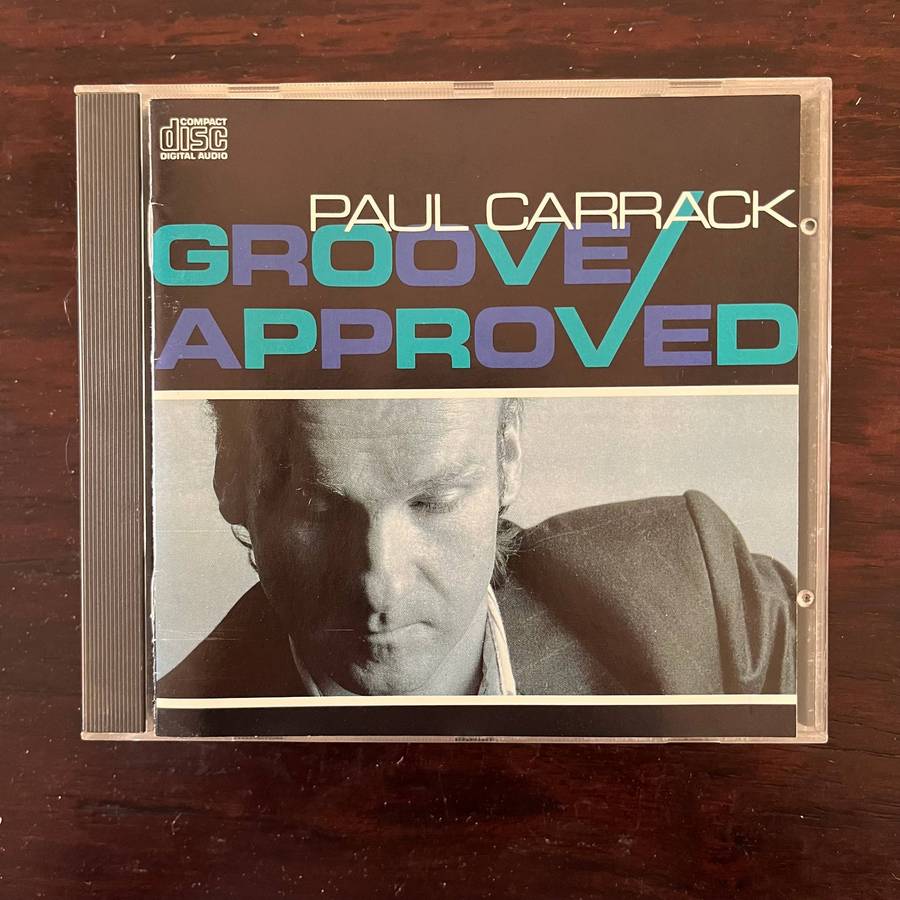 COMPACT
disc
DIGITAL AUDIO
PAUL CARRACK
GROOVE
APPROVED